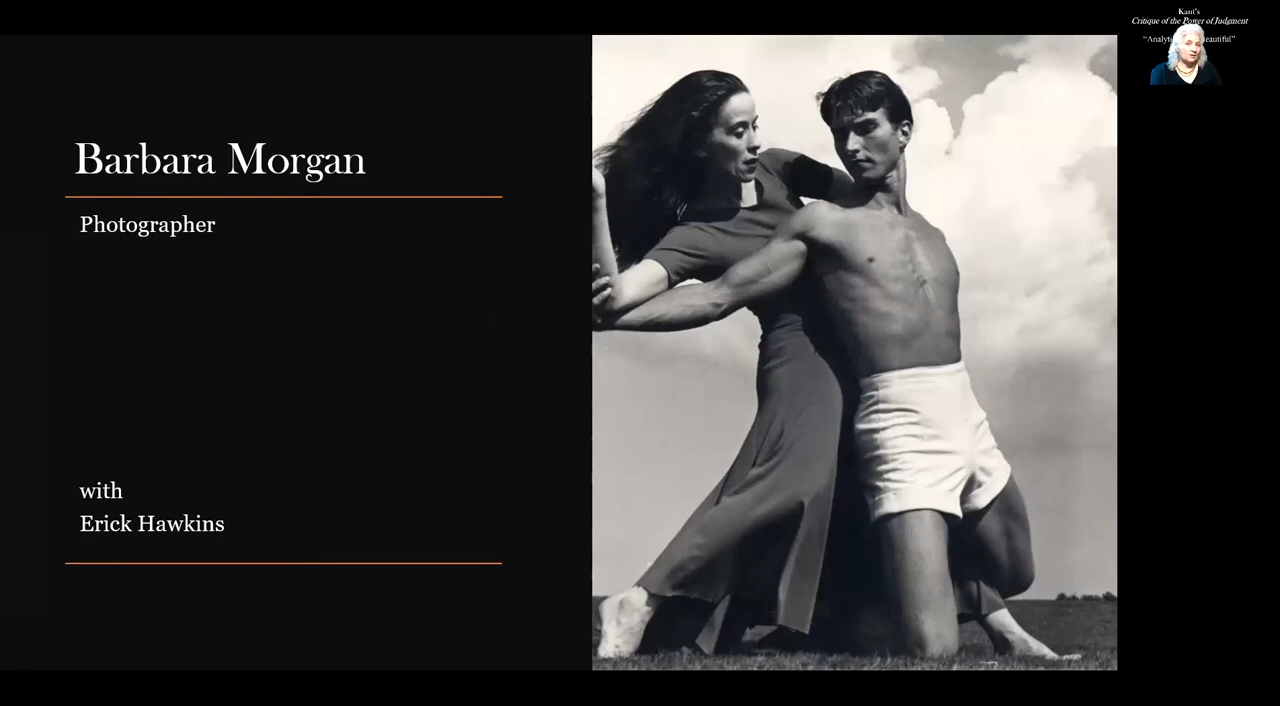 Barbara Morgan
Photographer
with
Erick Hawkins
Kant's
Critique of the Power of Judgment